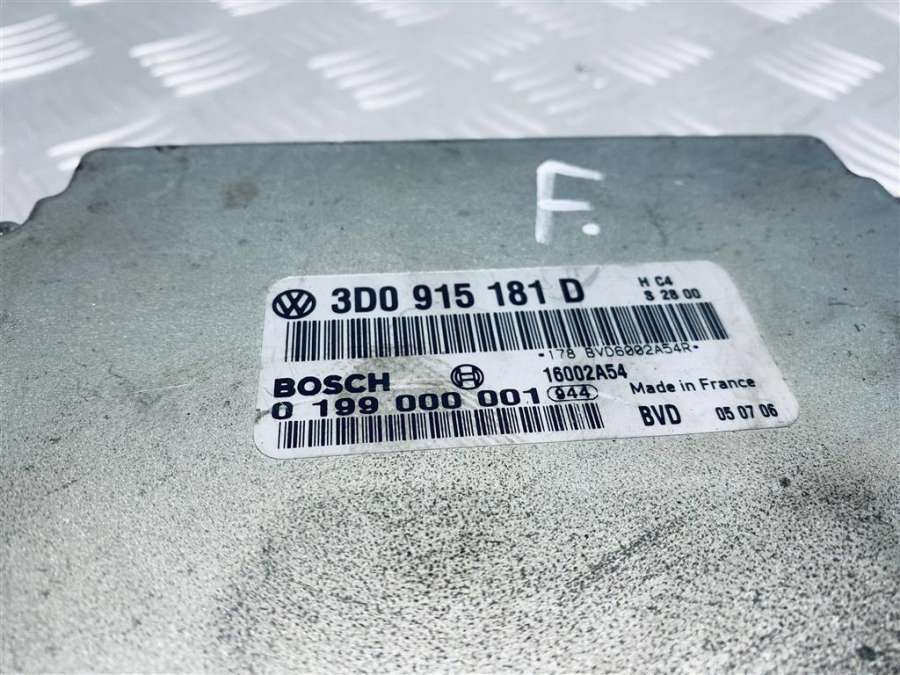 F.
3D0 915 181 D
H C4
S 28 00
-178 BVD6002A54R-
BOSCH
16002A54
0 199 000 001 944
Made in France
BVD 05 07 06